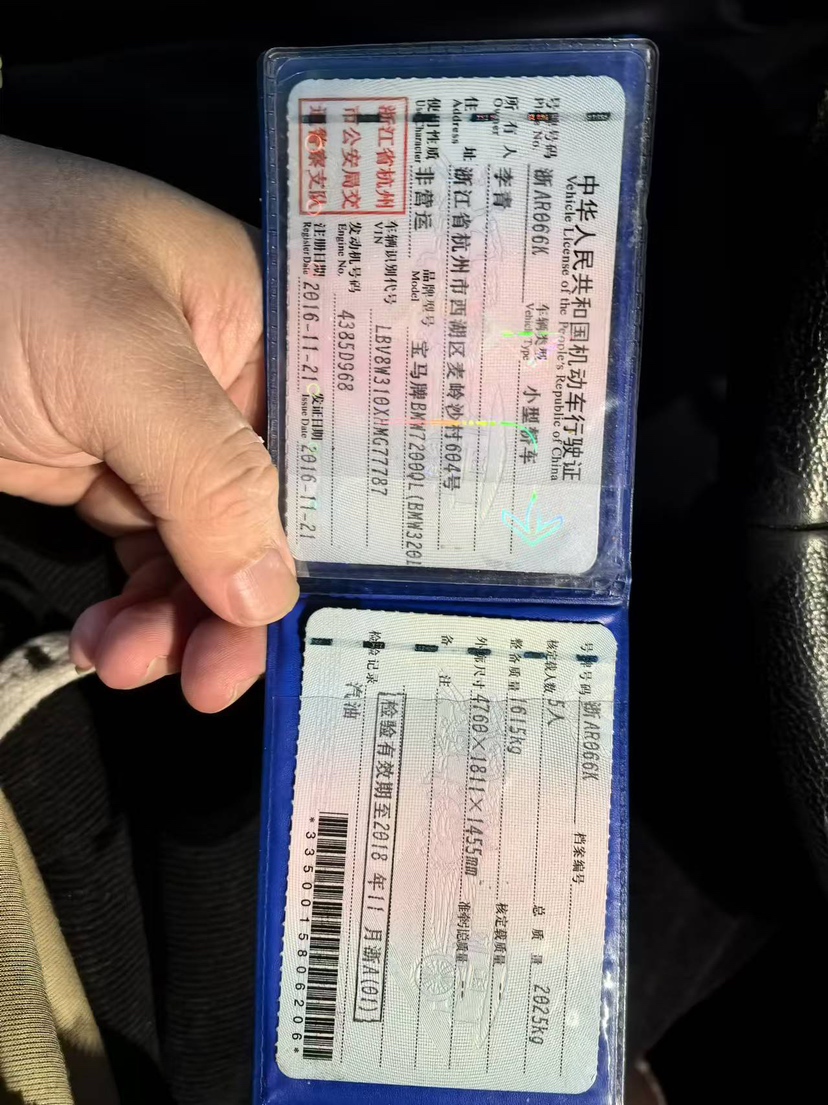 中华人民共和国机动车行驶证
Vehicle License of the People's Republic of China
号牌号码 浙AR066K 车辆类型 小型轿车
Plate No. Vehicle Type
所有人 李青
Owner
住址 浙江省杭州市西湖区麦岭沙村604号
Address
使用性质 非营运 品牌型号 宝马牌BMW7200QL(BMW320L
Use Character Model
浙江省杭州
市公安局交
通警察支队
车辆识别代号 LBV8W310XHMG77787
VIN
发动机号码 4385D968
Engine No.
注册日期 2016-11-21 发证日期 2016-11-21
Register Date Issue Date
号牌号码 浙AR066K 档案编号
核定载人数 5人 总质量 2025kg
整备质量 1615kg 核定载质量 --
外廓尺寸 4760×1811×1455mm 准牵引总质量 --
备注
检验有效期至2018年11月浙A(01)
检验记录
汽油
*3350015806206*